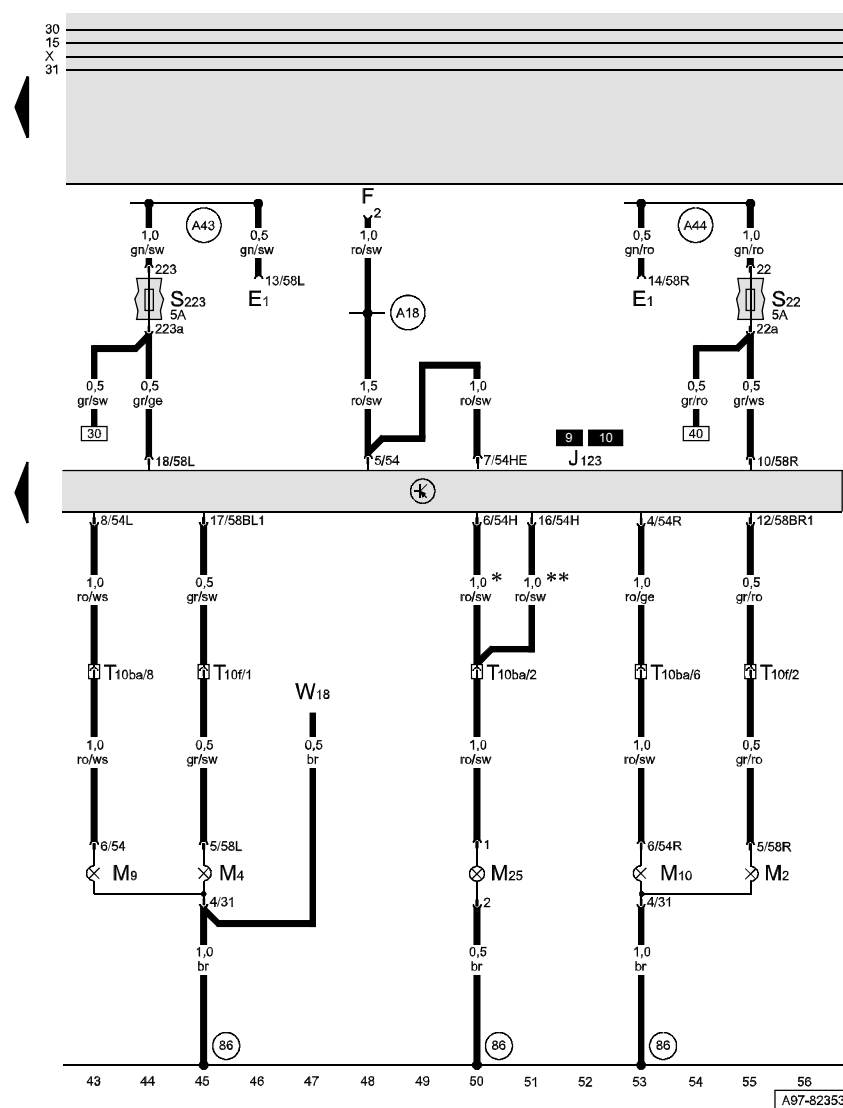 30
15
X
31
F
2
A43
A44
1,0
gn/sw
0,5
gn/sw
1,0
ro/sw
0,5
gn/ro
1,0
gn/ro
223
13/58L
14/58R
22
S223
5A
E1
A18
E1
S22
5A
223a
22a
0,5
gr/sw
0,5
gr/ge
1,5
ro/sw
1,0
ro/sw
0,5
gr/ro
0,5
gr/ws
30
9 10
40
18/58L
5/54
7/54HE
J123
10/58R
8/54L
17/58BL1
6/54H
16/54H
4/54R
12/58BR1
1,0 *
ro/sw
1,0 **
ro/sw
1,0
ro/ws
0,5
gr/sw
1,0
ro/ge
0,5
gr/ro
T10ba/8
T10f/1
T10ba/2
T10ba/6
T10f/2
W18
1,0
ro/ws
0,5
gr/sw
0,5
br
1,0
ro/sw
1,0
ro/sw
0,5
gr/ro
6/54
5/58L
1
6/54R
5/58R
M9
M4
M25
M10
M2
4/31
2
4/31
1,0
br
0,5
br
1,0
br
86
86
86
43 44 45 46 47 48 49 50 51 52 53 54 55 56
A97-82353